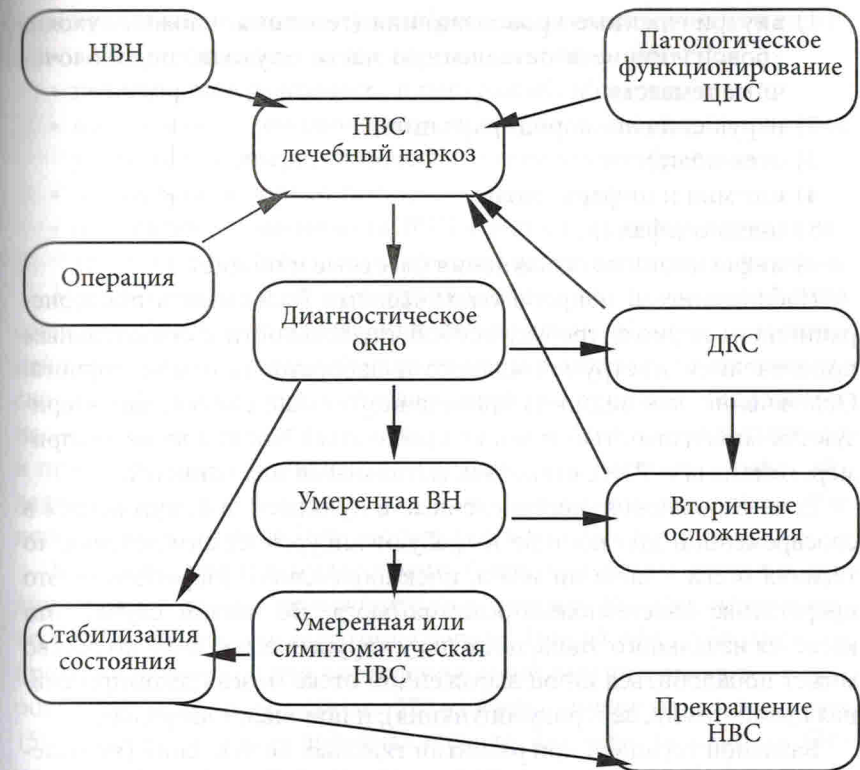 НВН
Патологическое
функционирование
ЦНС
НВС
лечебный наркоз
Операция
Диагностическое
окно
ДКС
Умеренная ВН
Вторичные
осложнения
Стабилизация
состояния
Умеренная или
симптоматическая
НВС
Прекращение
НВС